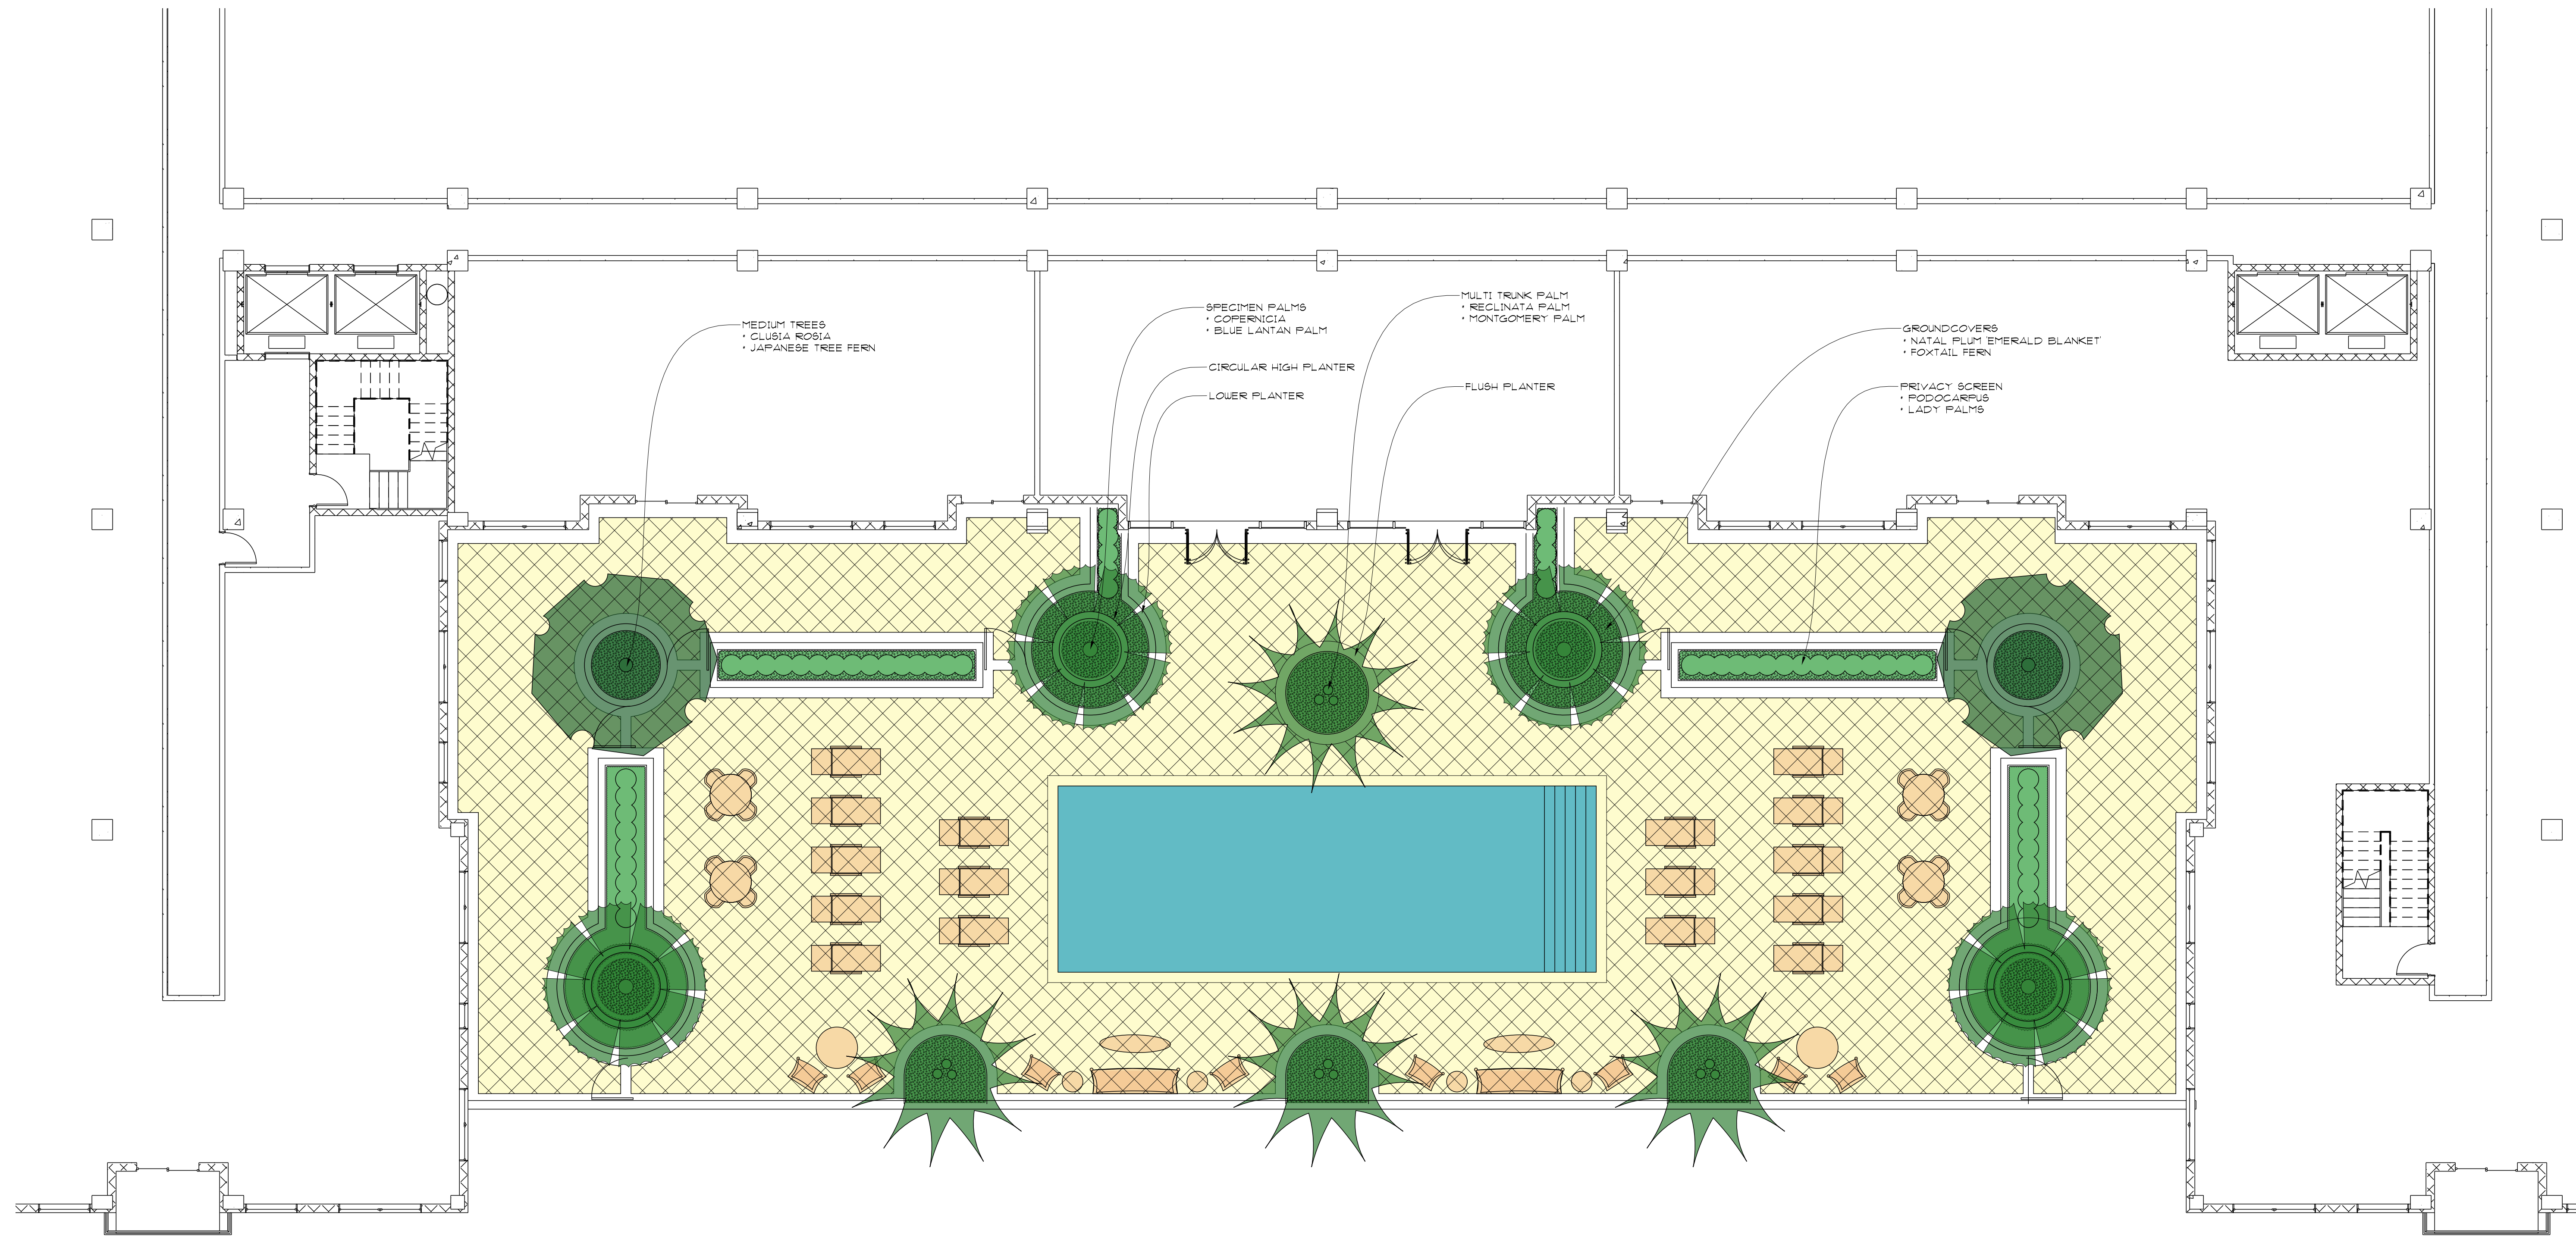 MEDIUM TREES
* CLUSIA ROSIA
* JAPANESE TREE FERN
SPECIMEN PALMS
* COPERNICIA
* BLUE LANTAN PALM
CIRCULAR HIGH PLANTER
LOWER PLANTER
MULTI TRUNK PALM
* RECLINATA PALM
* MONTGOMERY PALM
FLUSH PLANTER
GROUNDCOVERS
* NATAL PLUM 'EMERALD BLANKET'
* FOXTAIL FERN
PRIVACY SCREEN
* PODOCARPUS
* LADY PALMS